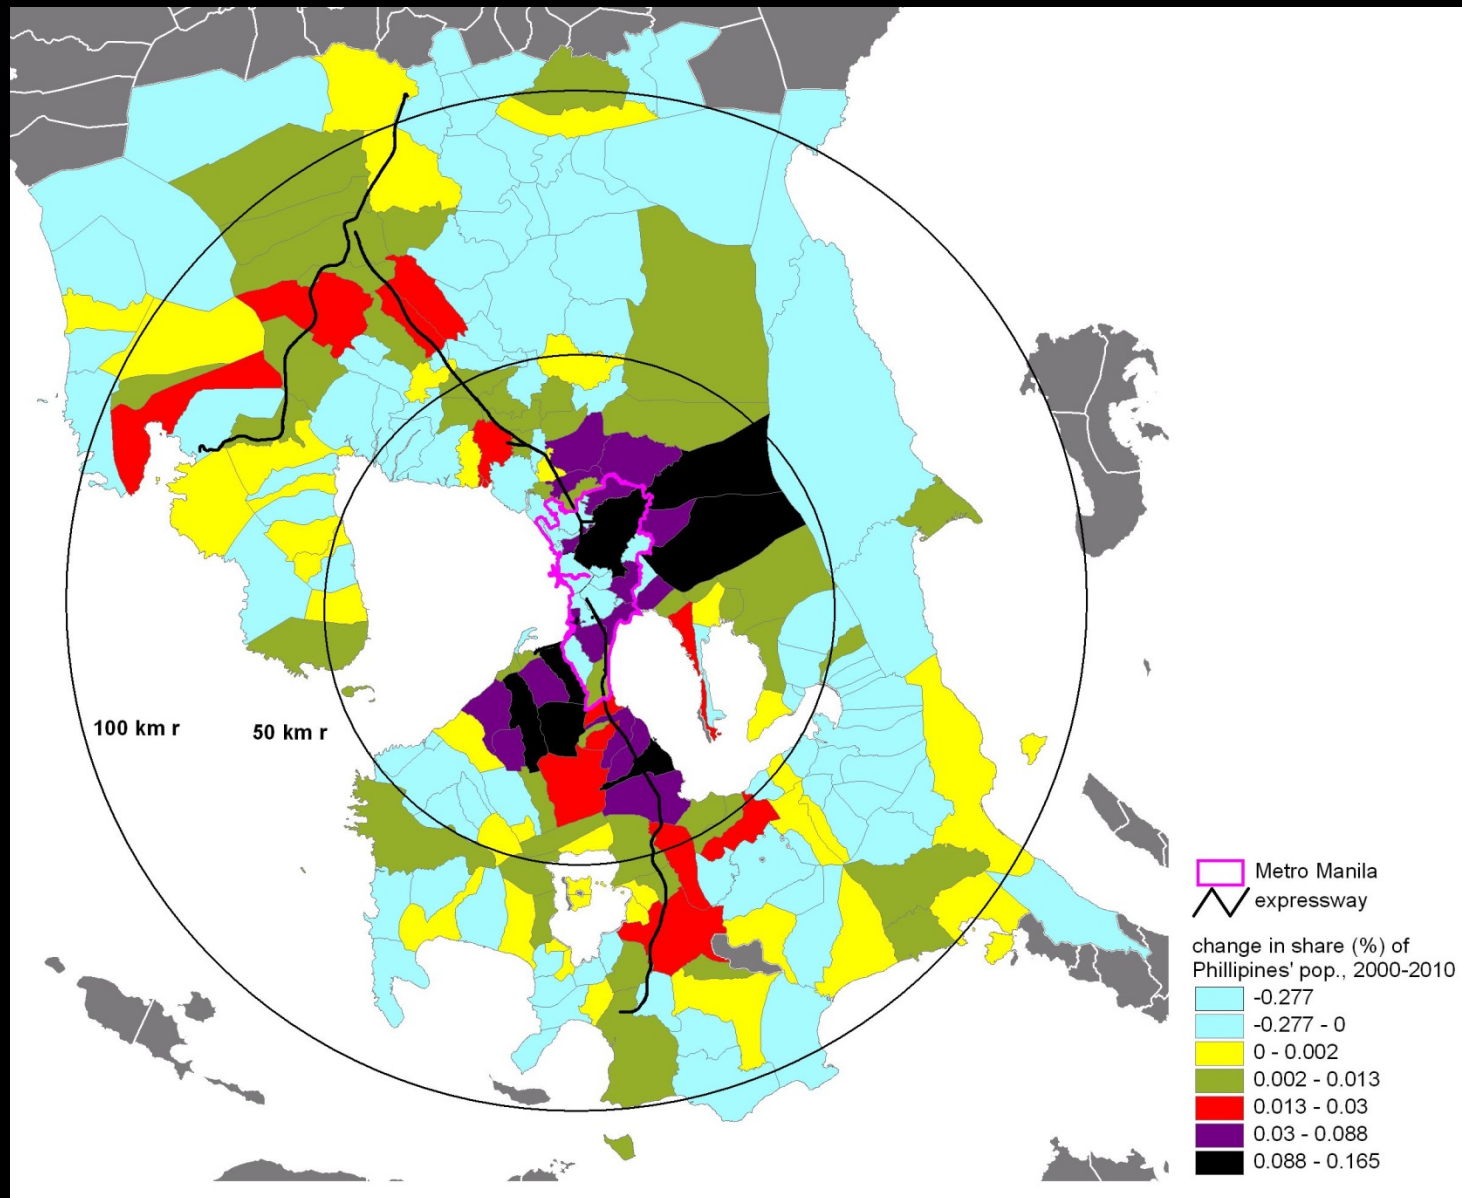 100 km r
50 km r
Metro Manila
expressway
change in share (%) of
Phillipines' pop., 2000-2010
-0.277
-0.277 - 0
0 - 0.002
0.002 - 0.013
0.013 - 0.03
0.03 - 0.088
0.088 - 0.165